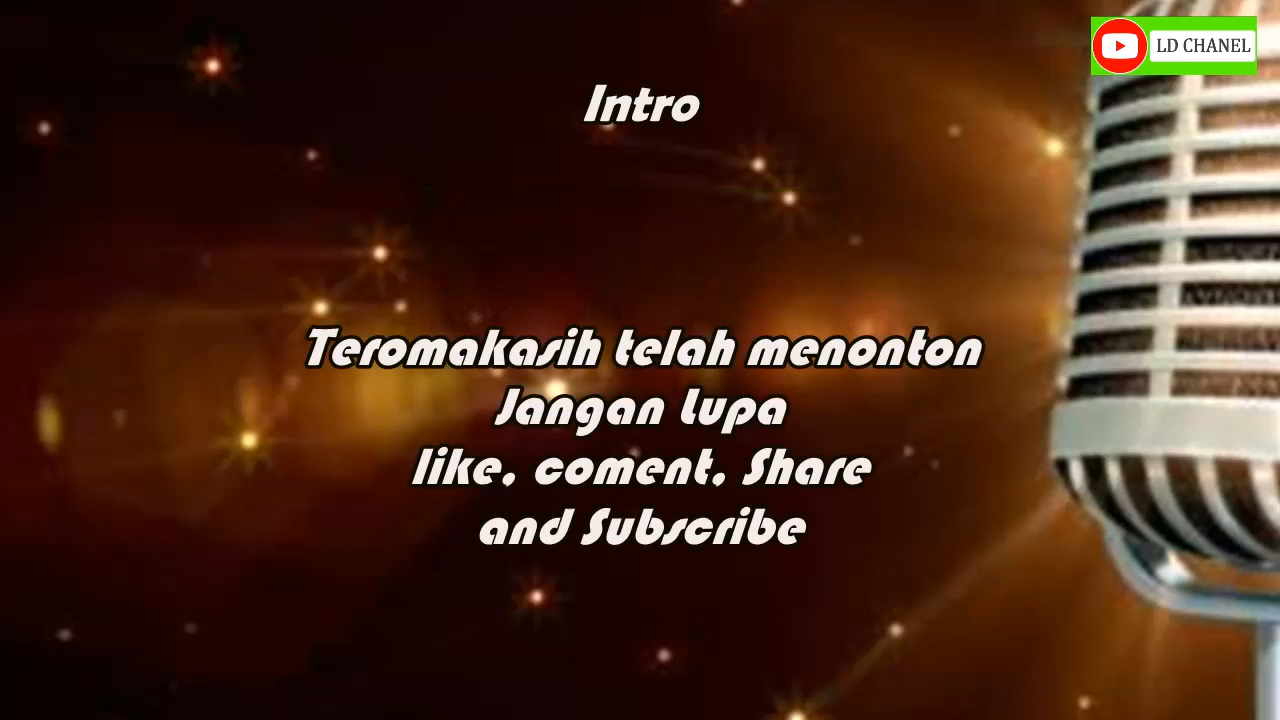 LD CHANEL
Intro
Teromakasih telah menonton
Jangan Lupa
like, coment, Share
and Subscribe